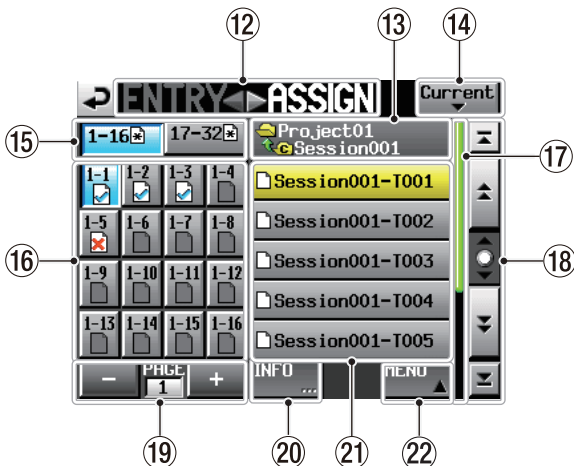 12 13 14
ENTRY ASSIGN Current
15 1-16* 17-32* Project01
Session001 17
1-1 1-2 1-3 1-4 Session001-T001
1-5 1-6 1-7 1-8 Session001-T002
16 Session001-T003 18
1-9 1-10 1-11 1-12 Session001-T004
1-13 1-14 1-15 1-16 Session001-T005
- PAGE + INFO MENU
1 ...
19 20 21 22